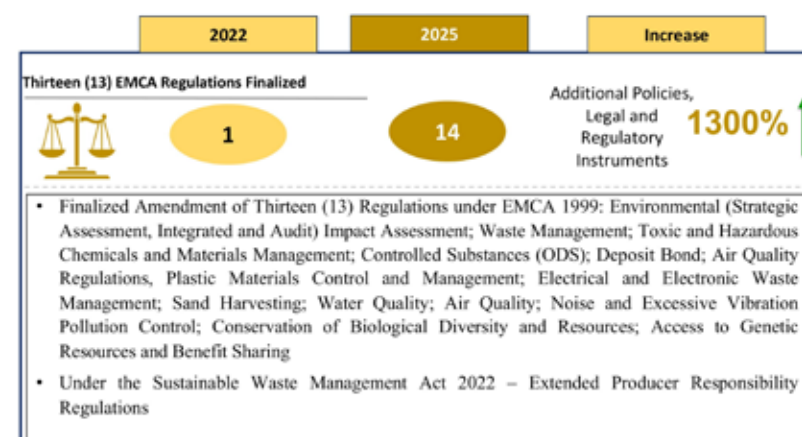 2022 2025 Increase
Thirteen (13) EMCA Regulations Finalized
1 14 Additional Policies, Legal and Regulatory Instruments 1300%
• Finalized Amendment of Thirteen (13) Regulations under EMCA 1999: Environmental (Strategic
Assessment, Integrated and Audit) Impact Assessment; Waste Management; Toxic and Hazardous
Chemicals and Materials Management; Controlled Substances (ODS); Deposit Bond; Air Quality
Regulations, Plastic Materials Control and Management; Electrical and Electronic Waste
Management; Sand Harvesting; Water Quality; Air Quality; Noise and Excessive Vibration
Pollution Control; Conservation of Biological Diversity and Resources; Access to Genetic
Resources and Benefit Sharing
• Under the Sustainable Waste Management Act 2022 – Extended Producer Responsibility
Regulations